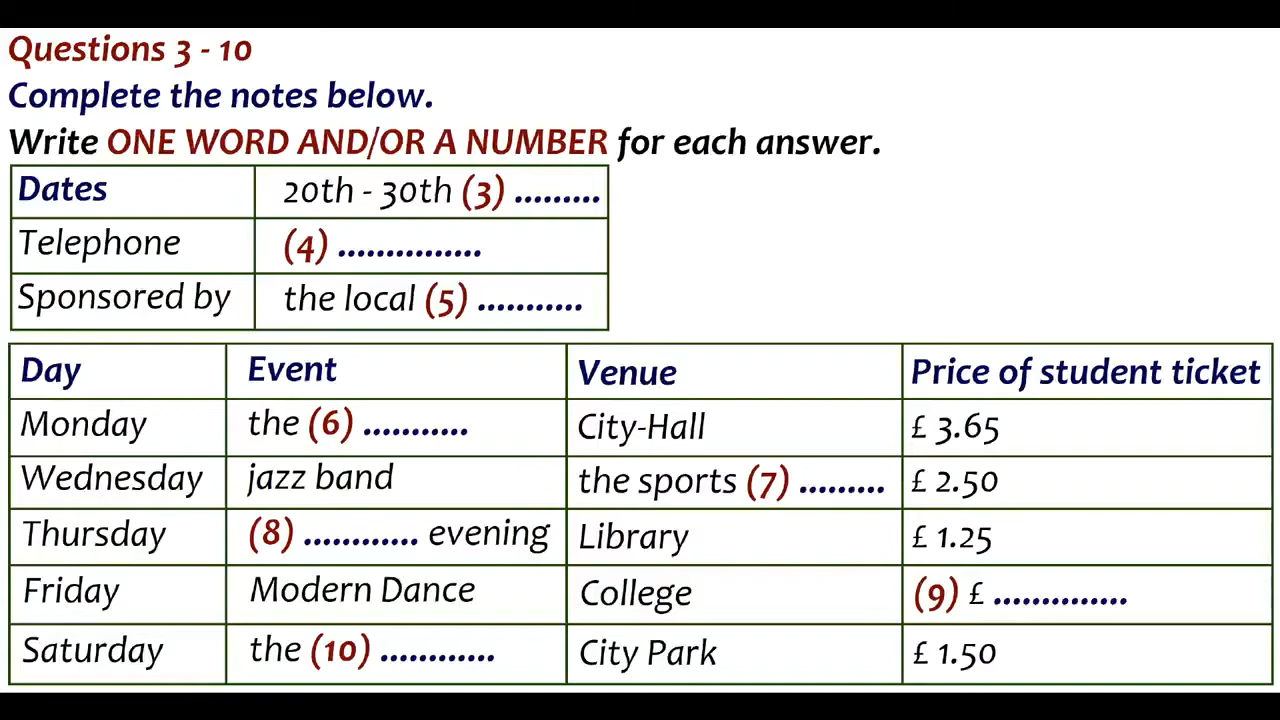 Questions 3 - 10
Complete the notes below.
Write ONE WORD AND/OR A NUMBER for each answer.
Dates 20th - 30th (3) .........
Telephone (4) ...............
Sponsored by the local (5) ...........
Day Event Venue Price of student ticket
Monday the (6) ........... City-Hall £ 3.65
Wednesday jazz band the sports (7) ......... £ 2.50
Thursday (8) ............ evening Library £ 1.25
Friday Modern Dance College (9) £ ..............
Saturday the (10) ............ City Park £ 1.50